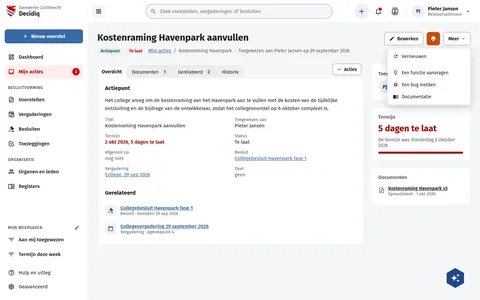 Gemeente Zuiddrecht
Decidiq
Zoek voorstellen, vergaderingen of besluiten
Pieter Jansen
Bestuursadviseur
+ Nieuw voorstel
Dashboard
Mijn acties
BESLUITVORMING
Voorstellen
Vergaderingen
Besluiten
Toezeggingen
ORGANISATIE
Organen en leden
Registers
MIJN WEERGAVEN
Aan mij toegewezen
Termijn deze week
Hulp en uitleg
Geavanceerd
Kostenraming Havenpark aanvullen
Actiepunt
Te laat
Mijn acties / Kostenraming Havenpark aanvullen - Toegewezen aan Pieter Jansen op 29 september 2026
Bewerken
Meer
Vernieuwen
Een functie aanvragen
Een bug melden
Documentatie
Overzicht
Documenten 1
Gerelateerd 2
Historie
Acties
Actiepunt
Het college vroeg om de kostenraming van het Havenpark aan te vullen met de kosten van de tijdelijke
ontsluiting en de bijdrage van de ontwikkelaar, zodat het collegevoorstel op 6 oktober compleet is.
Titel
Kostenraming Havenpark aanvullen
Toegewezen aan
Pieter Jansen
Termijn
2 okt 2026, 5 dagen te laat
Status
Te laat
Afgerond op
nog niet
Besluit
Collegebesluit Havenpark fase 1
Vergadering
College, 29 sep 2026
Doel
geen
Gerelateerd
Collegebesluit Havenpark fase 1
Besluit - besloten 29 sep 2026
Collegevergadering 29 september 2026
Vergadering - agendapunt 4
Termijn
5 dagen te laat
De termijn was donderdag 2 oktober
2026
Documenten
Kostenraming Havenpark v3
Spreadsheet - 1 okt 2026